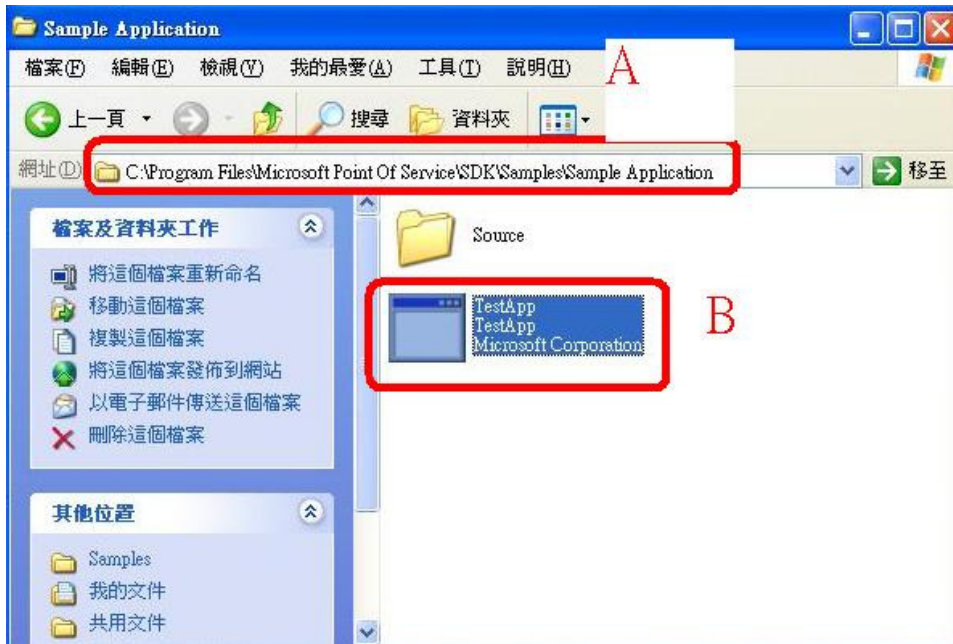 Sample Application
檔案(F) 編輯(E) 檢視(V) 我的最愛(A) 工具(T) 說明(H)
A
上一頁 搜尋 資料夾
網址(D) C:\Program Files\Microsoft Point Of Service\SDK\Samples\Sample Application 移至
檔案及資料夾工作
將這個檔案重新命名
移動這個檔案
複製這個檔案
將這個檔案發佈到網站
以電子郵件傳送這個檔案
刪除這個檔案
其他位置
Samples
我的文件
共用文件
Source
TestApp
TestApp
Microsoft Corporation
B